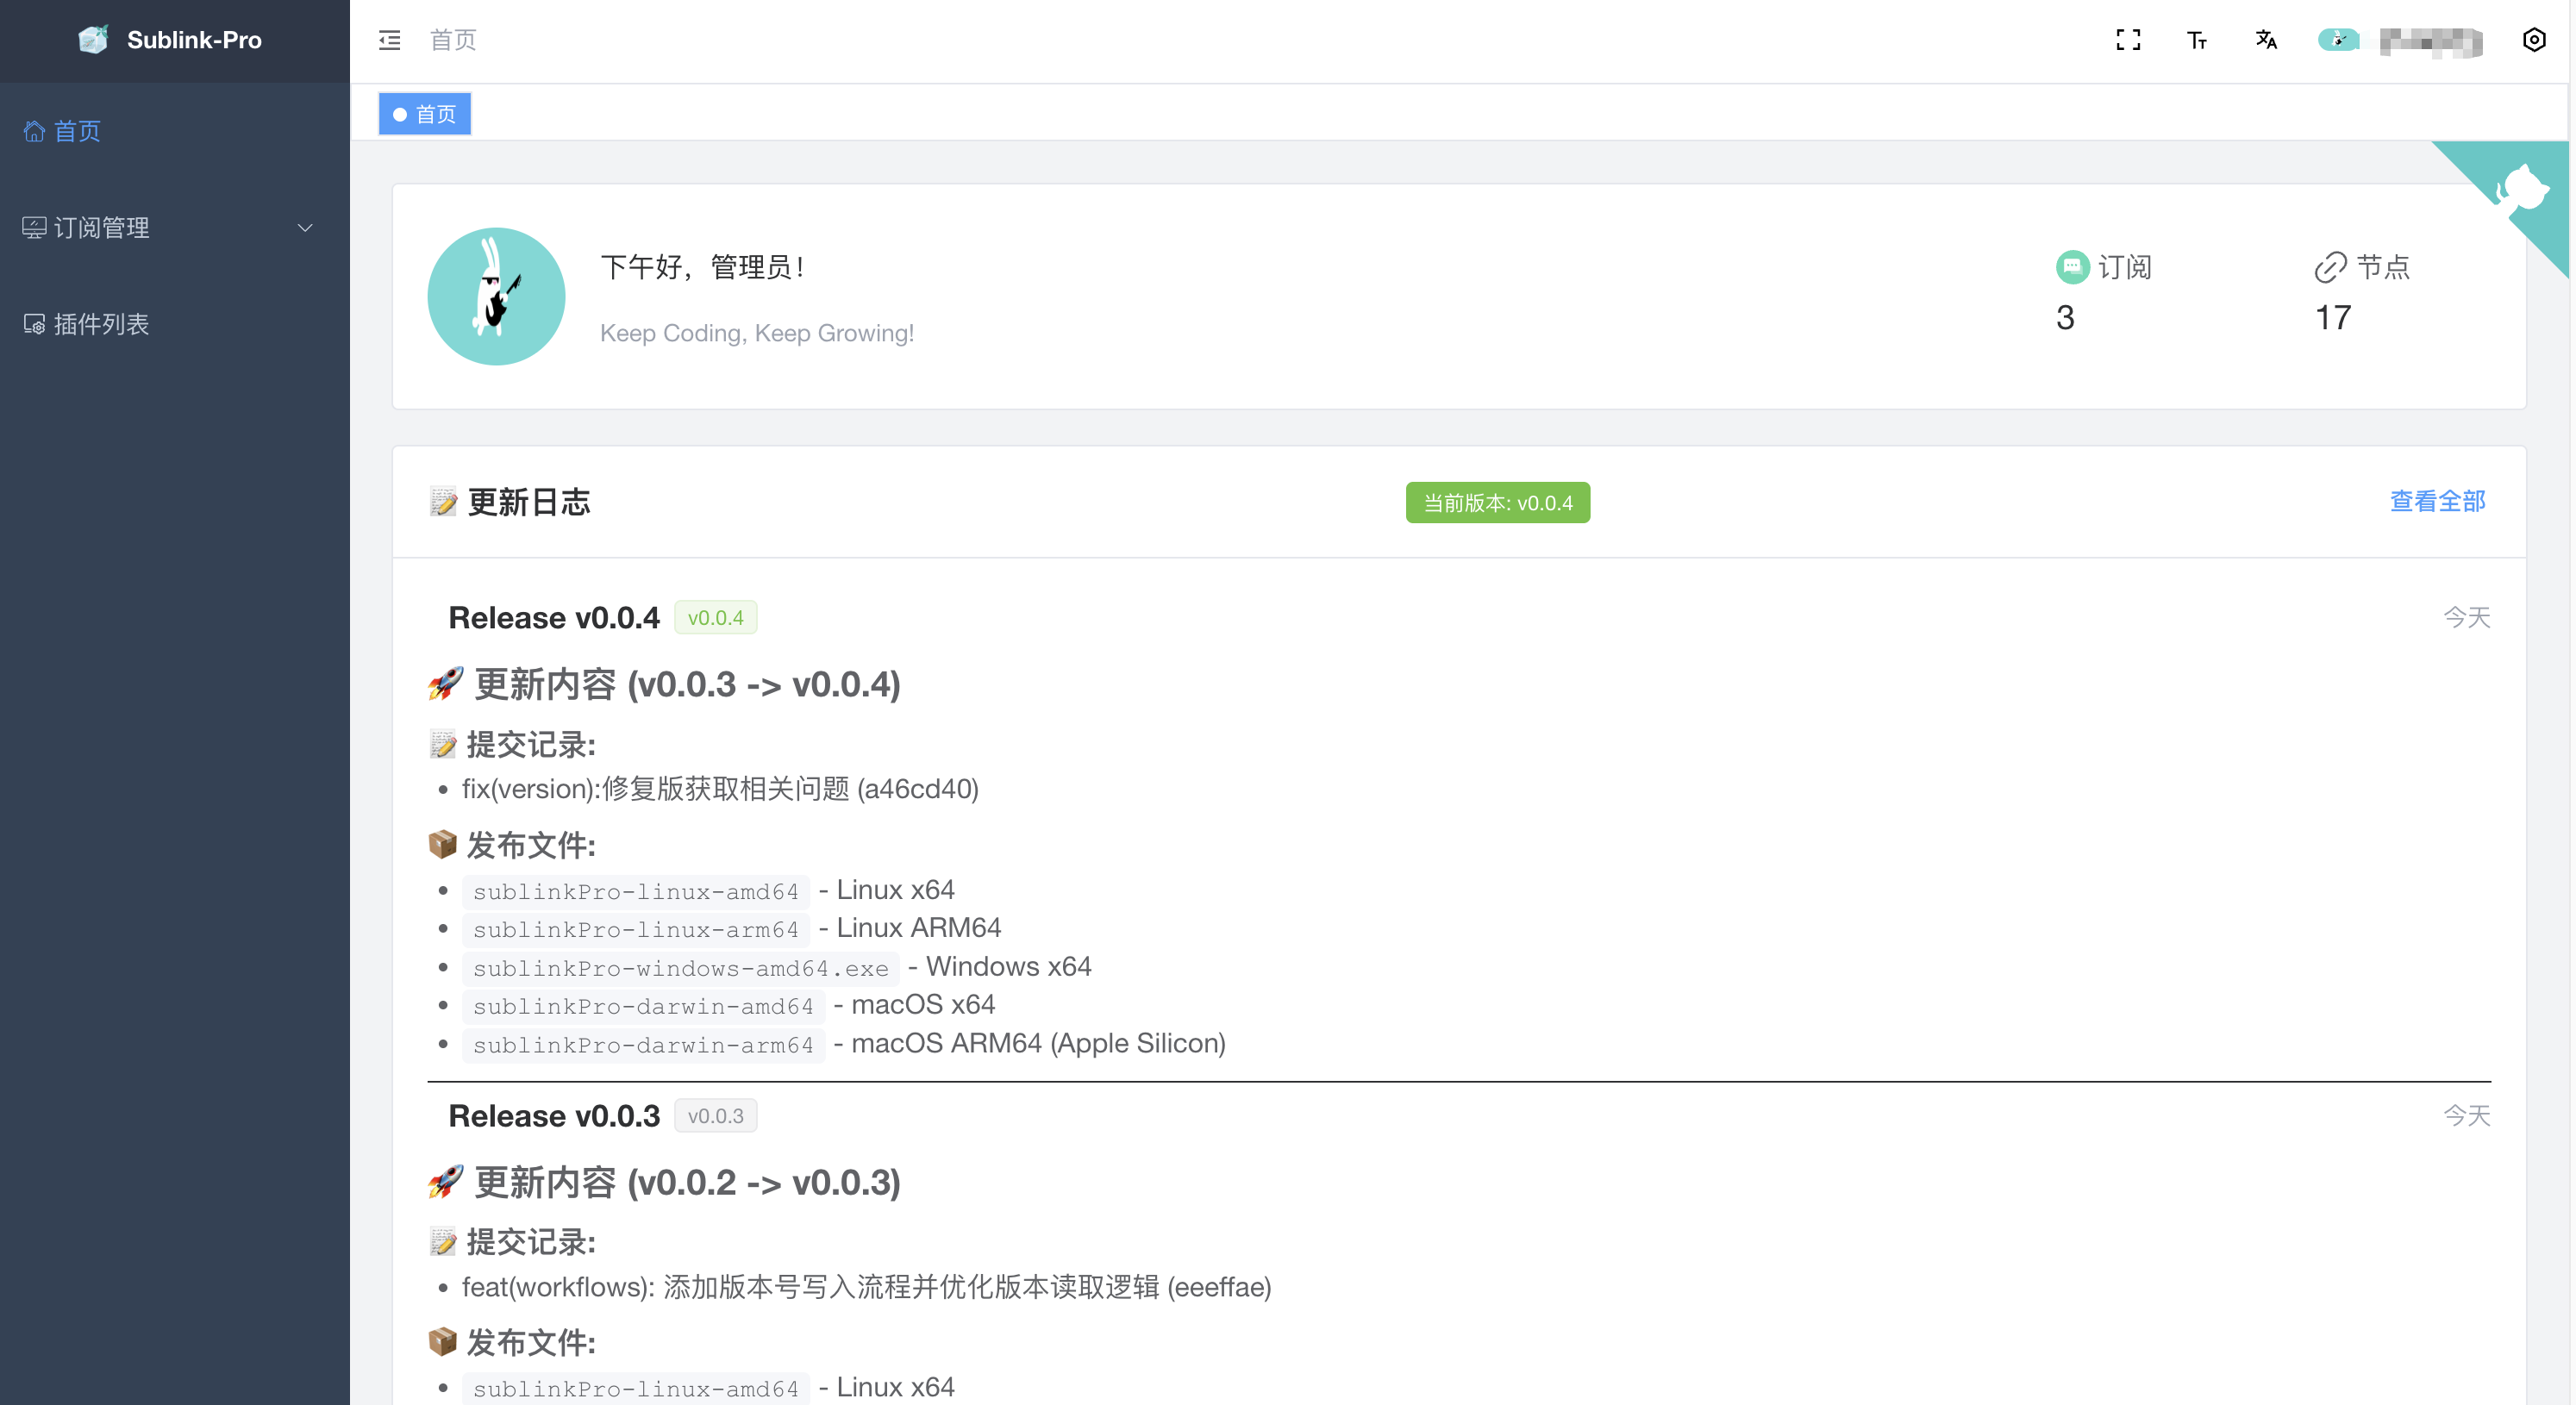 Sublink-Pro
首页
首页
首页
订阅管理
插件列表
下午好，管理员！
Keep Coding, Keep Growing!
订阅
3
节点
17
更新日志
当前版本: v0.0.4
查看全部
Release v0.0.4 v0.0.4 今天
更新内容 (v0.0.3 -> v0.0.4)
提交记录:
fix(version):修复版获取相关问题 (a46cd40)
发布文件:
sublinkPro-linux-amd64 - Linux x64
sublinkPro-linux-arm64 - Linux ARM64
sublinkPro-windows-amd64.exe - Windows x64
sublinkPro-darwin-amd64 - macOS x64
sublinkPro-darwin-arm64 - macOS ARM64 (Apple Silicon)
Release v0.0.3 v0.0.3 今天
更新内容 (v0.0.2 -> v0.0.3)
提交记录:
feat(workflows): 添加版本号写入流程并优化版本读取逻辑 (eeeffae)
发布文件:
sublinkPro-linux-amd64 - Linux x64